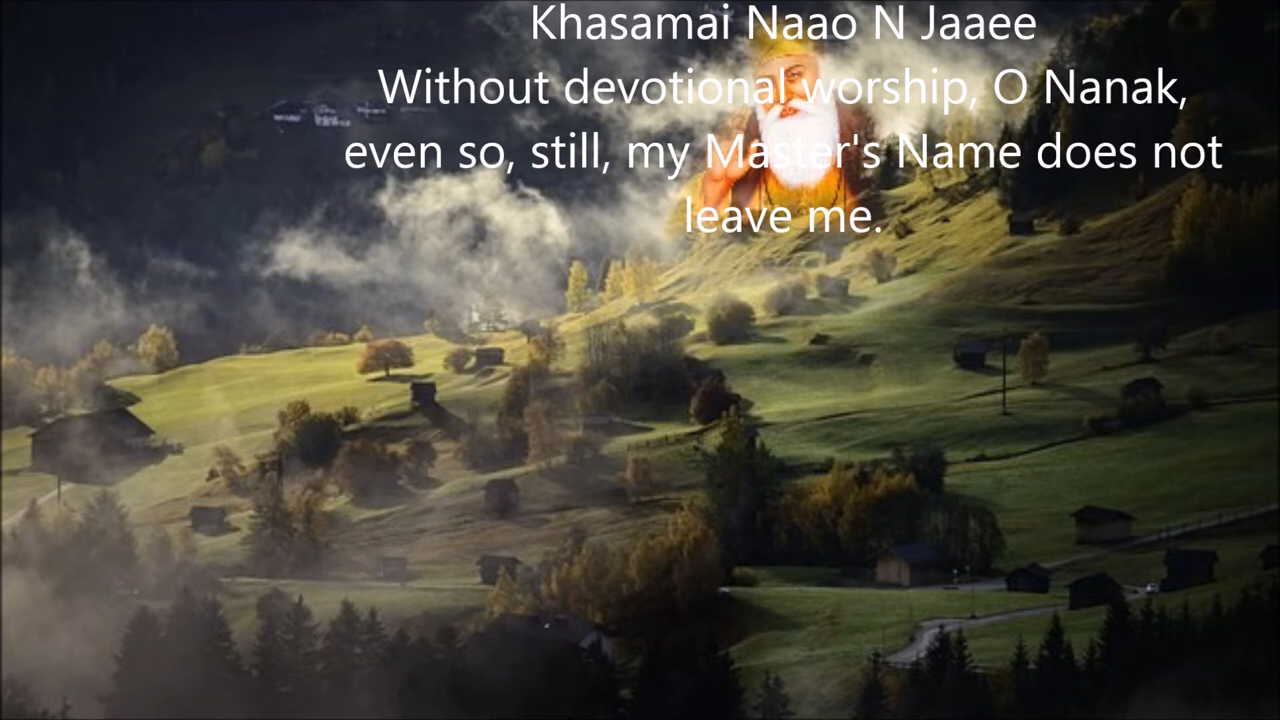 Khasamai Naao N Jaaee
Without devotional worship, O Nanak,
even so, still, my Master's Name does not
leave me.